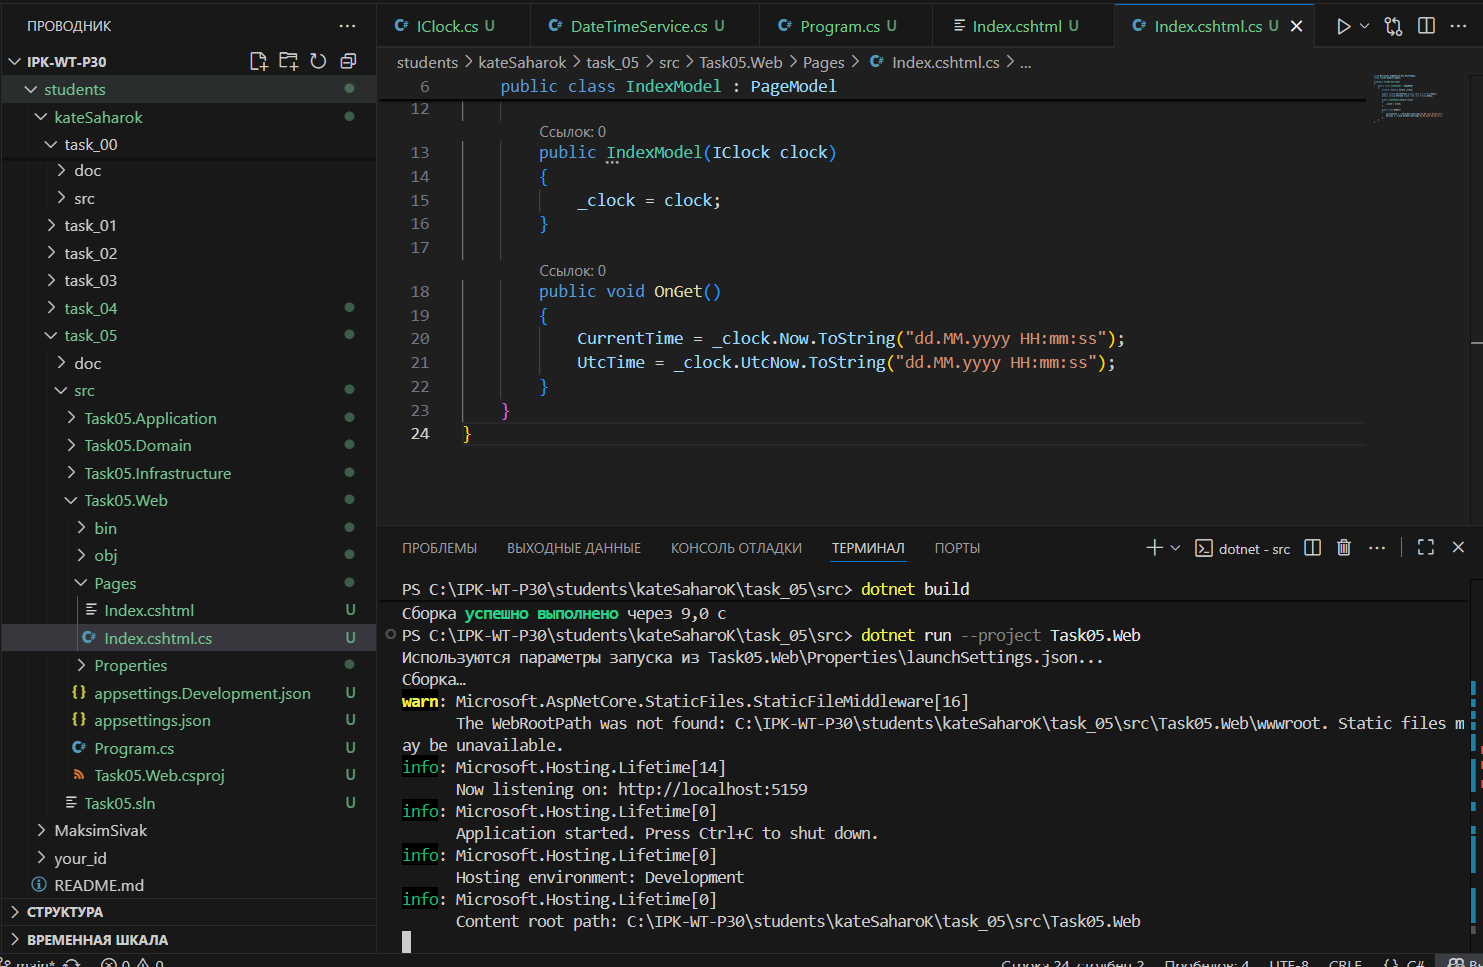 ПРОВОДНИК
IPK-WT-P30
students
kateSaharok
task_00
doc
src
task_01
task_02
task_03
task_04
task_05
doc
src
Task05.Application
Task05.Domain
Task05.Infrastructure
Task05.Web
bin
obj
Pages
Index.cshtml U
Index.cshtml.cs U
Properties
appsettings.Development.json U
appsettings.json U
Program.cs U
Task05.Web.csproj U
Task05.sln U
MaksimSivak
your_id
README.md
СТРУКТУРА
ВРЕМЕННАЯ ШКАЛА
IClock.cs U DateTimeService.cs U Program.cs U Index.cshtml U Index.cshtml.cs U
students > kateSaharok > task_05 > src > Task05.Web > Pages > Index.cshtml.cs > ...
6 public class IndexModel : PageModel
12
Ссылок: 0
13 public IndexModel(IClock clock)
14 {
15 _clock = clock;
16 }
17
Ссылок: 0
18 public void OnGet()
19 {
20 CurrentTime = _clock.Now.ToString("dd.MM.yyyy HH:mm:ss");
21 UtcTime = _clock.UtcNow.ToString("dd.MM.yyyy HH:mm:ss");
22 }
23 }
24 }
ПРОБЛЕМЫ ВЫХОДНЫЕ ДАННЫЕ КОНСОЛЬ ОТЛАДКИ ТЕРМИНАЛ ПОРТЫ dotnet - src
PS C:\IPK-WT-P30\students\kateSaharoK\task_05\src> dotnet build
Сборка успешно выполнено через 9,0 с
PS C:\IPK-WT-P30\students\kateSaharoK\task_05\src> dotnet run --project Task05.Web
Используются параметры запуска из Task05.Web\Properties\launchSettings.json...
Сборка…
warn: Microsoft.AspNetCore.StaticFiles.StaticFileMiddleware[16]
The WebRootPath was not found: C:\IPK-WT-P30\students\kateSaharoK\task_05\src\Task05.Web\wwwroot. Static files m
ay be unavailable.
info: Microsoft.Hosting.Lifetime[14]
Now listening on: http://localhost:5159
info: Microsoft.Hosting.Lifetime[0]
Application started. Press Ctrl+C to shut down.
info: Microsoft.Hosting.Lifetime[0]
Hosting environment: Development
info: Microsoft.Hosting.Lifetime[0]
Content root path: C:\IPK-WT-P30\students\kateSaharoK\task_05\src\Task05.Web
main* 0 0 Строка 24, столбец 2 Пробелов: 4 UTF-8 CRLF {} C#